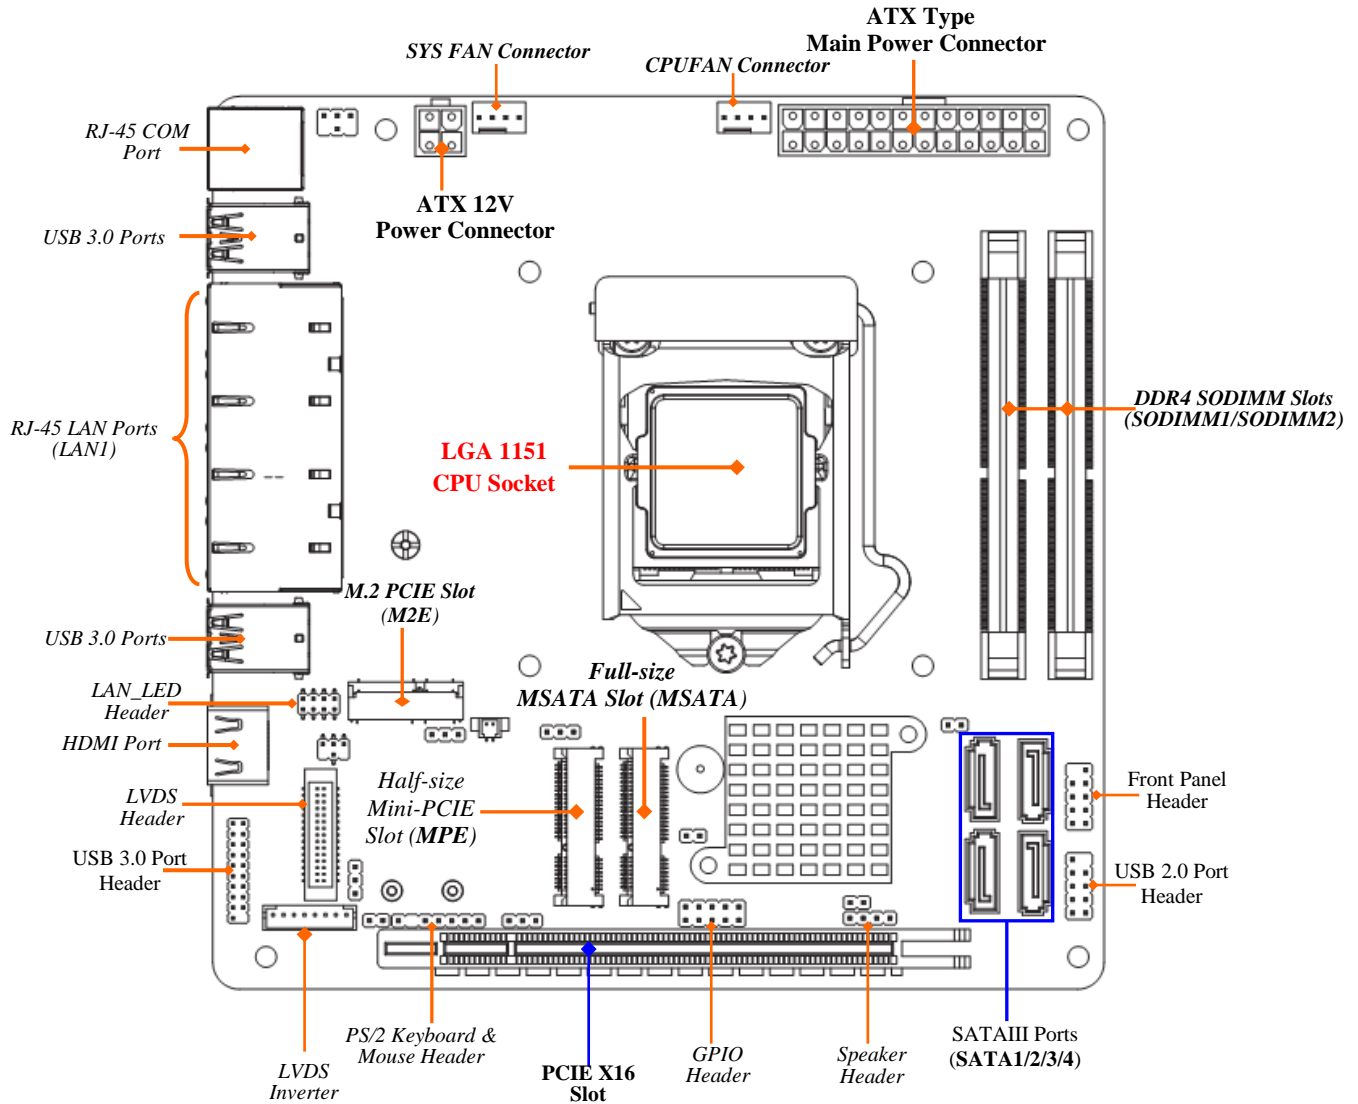 ATX Type
Main Power Connector
SYS FAN Connector
CPUFAN Connector
RJ-45 COM
Port
ATX 12V
Power Connector
USB 3.0 Ports
DDR4 SODIMM Slots
(SODIMM1/SODIMM2)
RJ-45 LAN Ports
(LAN1)
LGA 1151
CPU Socket
M.2 PCIE Slot
(M2E)
USB 3.0 Ports
Full-size
MSATA Slot (MSATA)
LAN_LED
Header
HDMI Port
Half-size
Mini-PCIE
Slot (MPE)
LVDS
Header
Front Panel
Header
USB 3.0 Port
Header
USB 2.0 Port
Header
PS/2 Keyboard &
Mouse Header
LVDS
Inverter
PCIE X16
Slot
GPIO
Header
Speaker
Header
SATAIII Ports
(SATA1/2/3/4)